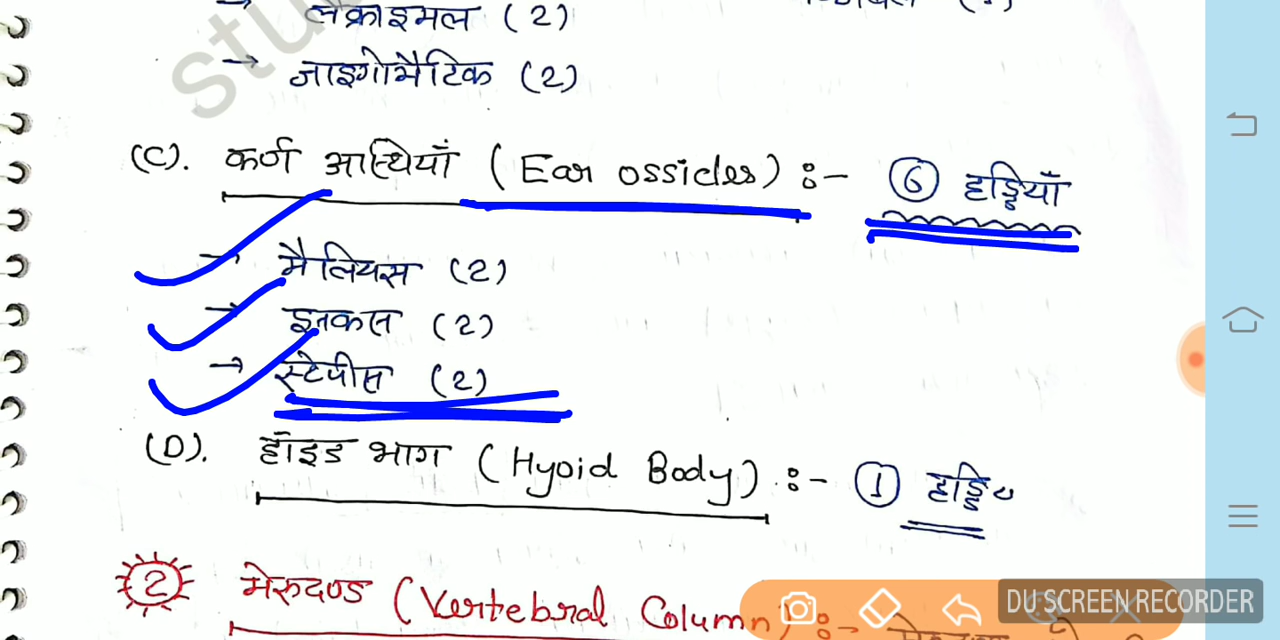 → लैक्राइमल (2)
→ जाइगोमैटिक (2)
stu
(C). कर्ण अस्थियाँ (Ear ossicles) :- ⑥ हड्डियाँ
→ मैलियस (2)
→ इनकस (2)
→ स्टेपीस (2)
(D). हॉइड भाग (Hyoid Body) :- ① हड्डि
② मेरुदण्ड (Vertebral Column) :-
DU SCREEN RECORDER